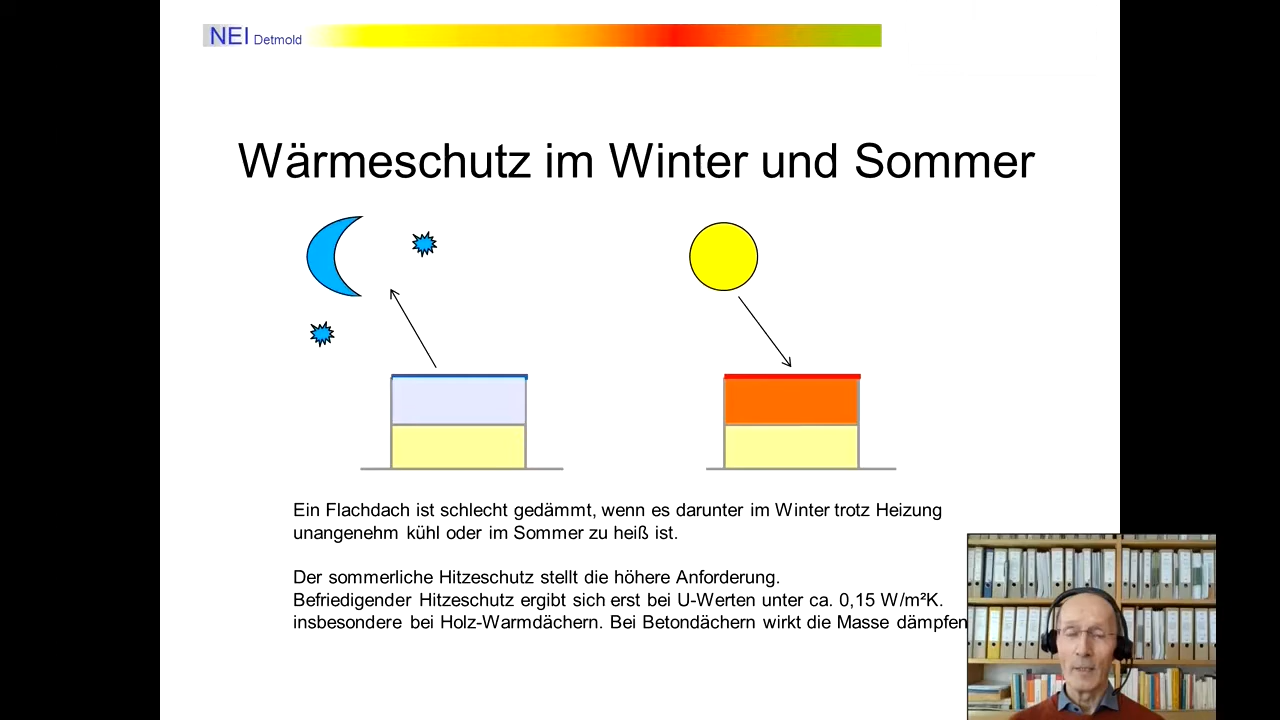 NEI Detmold
Wärmeschutz im Winter und Sommer
Ein Flachdach ist schlecht gedämmt, wenn es darunter im Winter trotz Heizung
unangenehm kühl oder im Sommer zu heiß ist.
Der sommerliche Hitzeschutz stellt die höhere Anforderung.
Befriedigender Hitzeschutz ergibt sich erst bei U-Werten unter ca. 0,15 W/m²K.
insbesondere bei Holz-Warmdächern. Bei Betondächern wirkt die Masse dämpfen